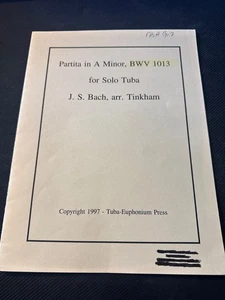 Partita in A Minor, BWV 1013
for Solo Tuba
J. S. Bach, arr. Tinkham
Copyright 1997 - Tuba-Euphonium Press